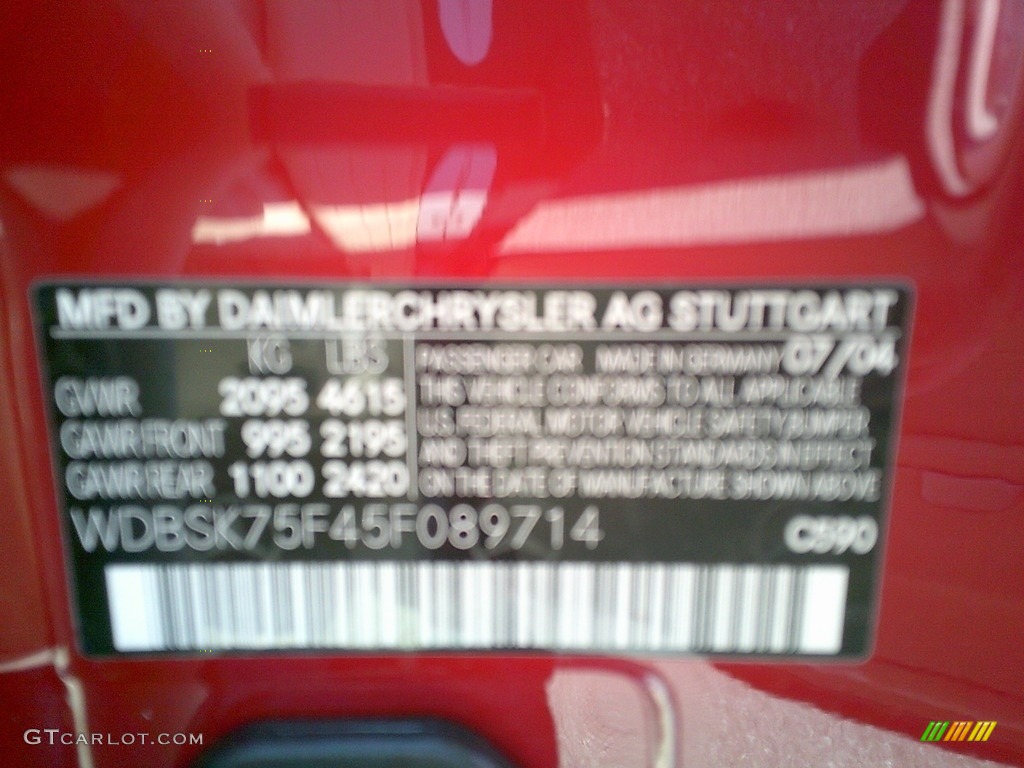 MFD BY DAIMLERCHRYSLER AG STUTTGART
KG LBS
GVWR 2095 4615
GAWR FRONT 995 2195
GAWR REAR 1100 2420
PASSENGER CAR MADE IN GERMANY 07/04
THIS VEHICLE CONFORMS TO ALL APPLICABLE
U.S. FEDERAL MOTOR VEHICLE SAFETY BUMPER
AND THEFT PREVENTION STANDARDS IN EFFECT
ON THE DATE OF MANUFACTURE SHOWN ABOVE
WDBSK75F45F089714 C590
GTCARLOT.COM